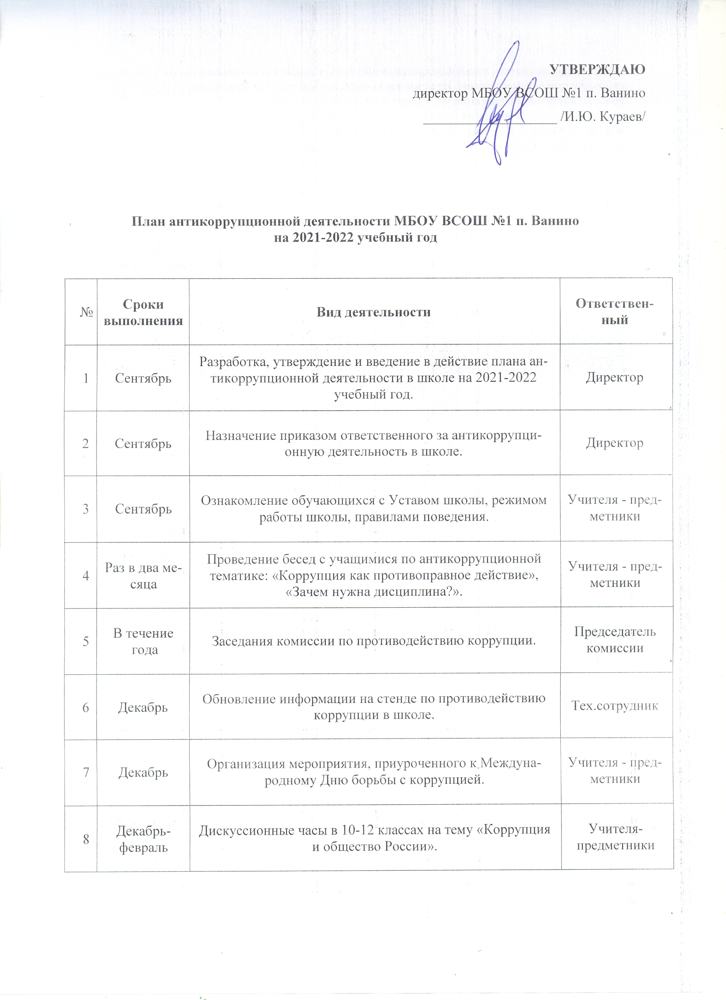 УТВЕРЖДАЮ
директор МБОУ ВСОШ №1 п. Ванино
/И.Ю. Кураев/
План антикоррупционной деятельности МБОУ ВСОШ №1 п. Ванино
на 2021-2022 учебный год
№
Сроки
выполнения
Вид деятельности
Ответствен-
ный
1
Сентябрь
Разработка, утверждение и введение в действие плана ан-
тикоррупционной деятельности в школе на 2021-2022
учебный год.
Директор
2
Сентябрь
Назначение приказом ответственного за антикоррупци-
онную деятельность в школе.
Директор
3
Сентябрь
Ознакомление обучающихся с Уставом школы, режимом
работы школы, правилами поведения.
Учителя - пред-
метники
4
Раз в два ме-
сяца
Проведение бесед с учащимися по антикоррупционной
тематике: «Коррупция как противоправное действие»,
«Зачем нужна дисциплина?».
Учителя - пред-
метники
5
В течение
года
Заседания комиссии по противодействию коррупции.
Председатель
комиссии
6
Декабрь
Обновление информации на стенде по противодействию
коррупции в школе.
Тех.сотрудник
7
Декабрь
Организация мероприятия, приуроченного к Междуна-
родному Дню борьбы с коррупцией.
Учителя - пред-
метники
8
Декабрь-
февраль
Дискуссионные часы в 10-12 классах на тему «Коррупция
и общество России».
Учителя-
предметники